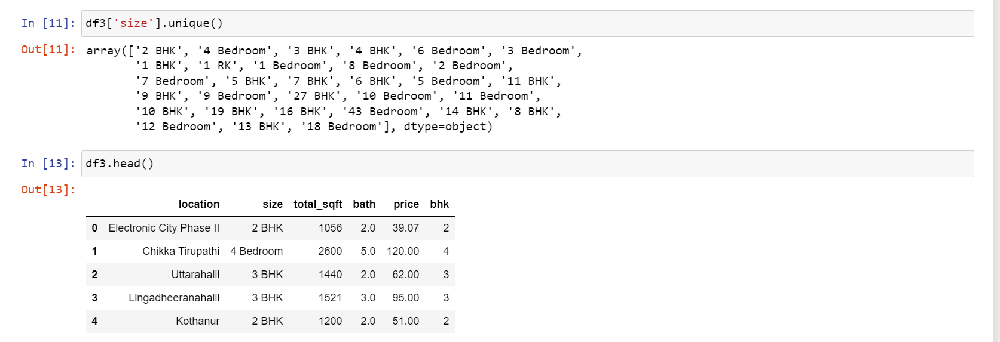 In [11]: df3['size'].unique()
Out[11]: array(['2 BHK', '4 Bedroom', '3 BHK', '4 BHK', '6 Bedroom', '3 Bedroom',
'1 BHK', '1 RK', '1 Bedroom', '8 Bedroom', '2 Bedroom',
'7 Bedroom', '5 BHK', '7 BHK', '6 BHK', '5 Bedroom', '11 BHK',
'9 BHK', '9 Bedroom', '27 BHK', '10 Bedroom', '11 Bedroom',
'10 BHK', '19 BHK', '16 BHK', '43 Bedroom', '14 BHK', '8 BHK',
'12 Bedroom', '13 BHK', '18 Bedroom'], dtype=object)
In [13]: df3.head()
Out[13]:
location size total_sqft bath price bhk
0 Electronic City Phase II 2 BHK 1056 2.0 39.07 2
1 Chikka Tirupathi 4 Bedroom 2600 5.0 120.00 4
2 Uttarahalli 3 BHK 1440 2.0 62.00 3
3 Lingadheeranahalli 3 BHK 1521 3.0 95.00 3
4 Kothanur 2 BHK 1200 2.0 51.00 2